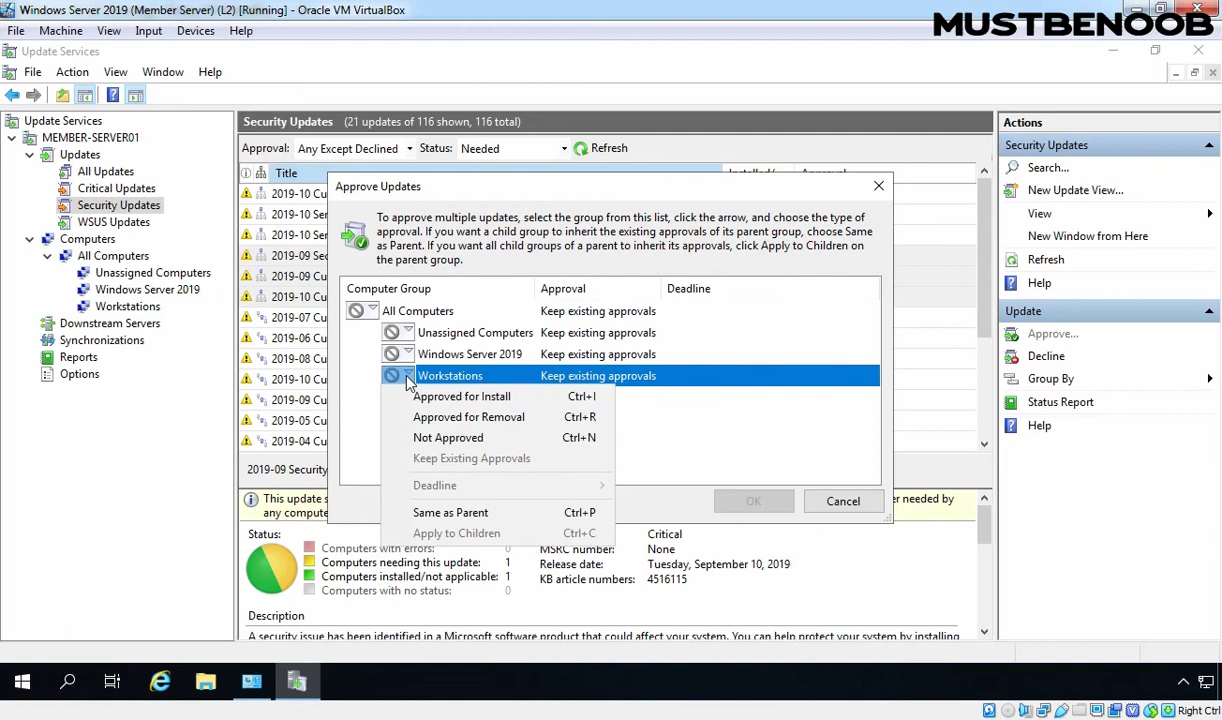 Windows Server 2019 (Member Server) (L2) [Running] - Oracle VM VirtualBox
MUSTBENOOB
File Machine View Input Devices Help
Update Services
File Action View Window Help
Update Services
MEMBER-SERVER01
Updates
All Updates
Critical Updates
Security Updates
WSUS Updates
Computers
All Computers
Unassigned Computers
Windows Server 2019
Workstations
Downstream Servers
Synchronizations
Reports
Options
Security Updates (21 updates of 116 shown, 116 total)
Approval: Any Except Declined Status: Needed Refresh
Title
2019-10 Cu
2019-10 Ser
2019-09 Ser
2019-09 Sec
2019-09 Cu
2019-10 Cu
2019-07 Cu
2019-06 Cu
2019-08 Cu
2019-10 Cu
2019-05 Cu
2019-04 Cu
2019-09 Security
Approve Updates
To approve multiple updates, select the group from this list, click the arrow, and choose the type of
approval. If you want a child group to inherit the existing approvals of its parent group, choose Same
as Parent. If you want all child groups of a parent to inherit its approvals, click Apply to Children on
the parent group.
Computer Group Approval Deadline
All Computers Keep existing approvals
Unassigned Computers Keep existing approvals
Windows Server 2019 Keep existing approvals
Workstations Keep existing approvals
Approved for Install Ctrl+I
Approved for Removal Ctrl+R
Not Approved Ctrl+N
Keep Existing Approvals
Deadline
Same as Parent Ctrl+P
Apply to Children Ctrl+C
OK Cancel
This update s
any compute
er needed by
Status:
Computers with errors: 0
Computers needing this update: 1
Computers installed/not applicable: 1
Computers with no status: 0
Critical
MSRC number: None
Release date: Tuesday, September 10, 2019
KB article numbers: 4516115
Description
A security issue has been identified in a Microsoft software product that could affect your system. You can help protect your system by installing
Actions
Security Updates
Search...
New Update View...
View
New Window from Here
Refresh
Help
Update
Approve...
Decline
Group By
Status Report
Help
Right Ctrl